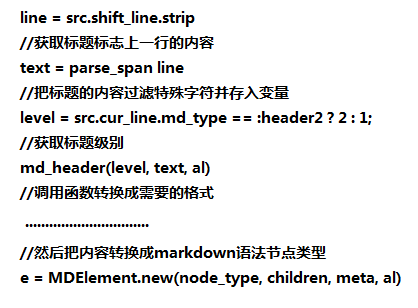 line = src.shift_line.strip
//获取标题标志上一行的内容
text = parse_span line
//把标题的内容过滤特殊字符并存入变量
level = src.cur_line.md_type == :header2 ? 2 : 1;
//获取标题级别
md_header(level, text, al)
//调用函数转换成需要的格式
...............................
//然后把内容转换成markdown语法节点类型
e = MDElement.new(node_type, children, meta, al)